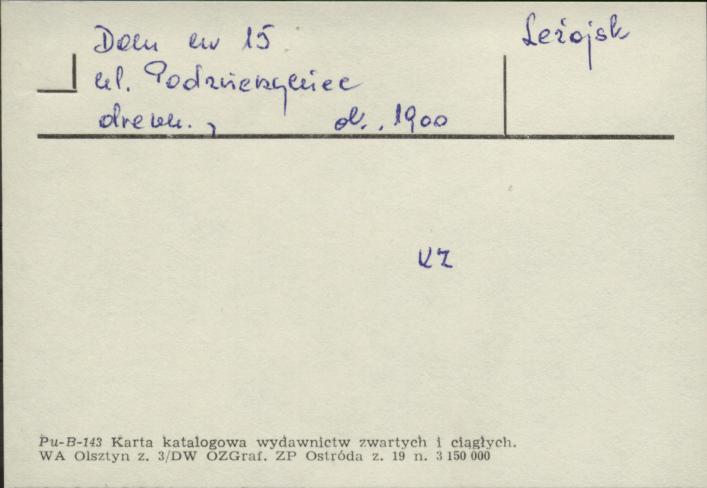 Dom nr 15
Leżajsk
ul. Podzwierzyniec
drewn., ok. 1900
KZ
Pu-B-143 Karta katalogowa wydawnictw zwartych i ciągłych.
WA Olsztyn z. 3/DW OZGraf. ZP Ostróda z. 19 n. 3 150 000